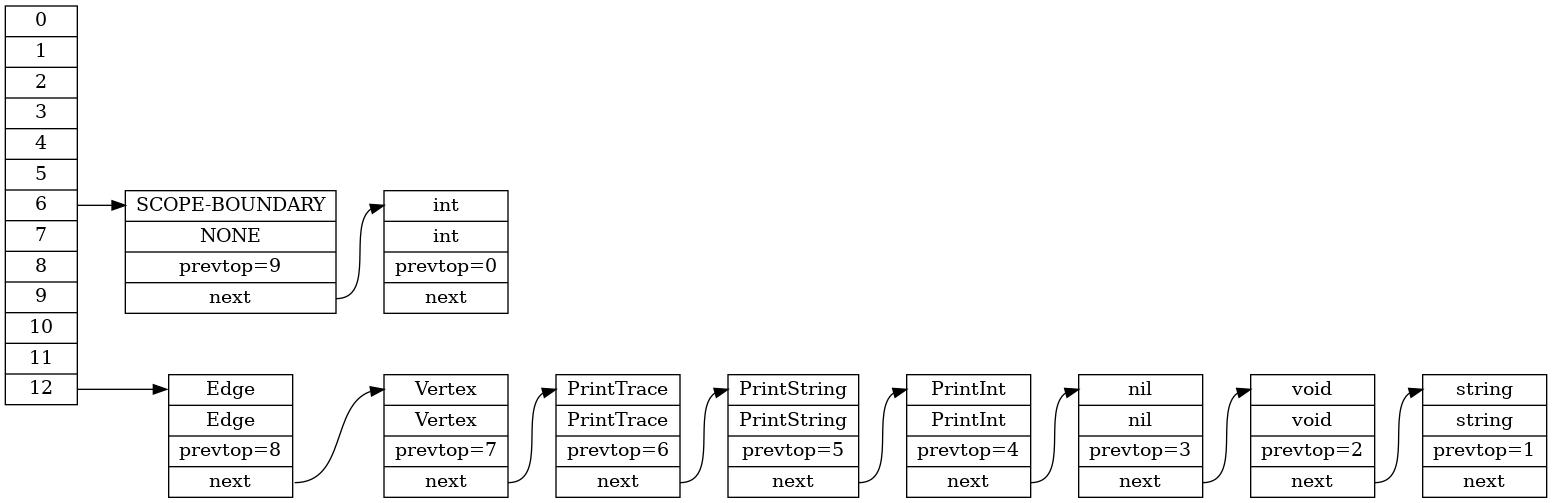 0
1
2
3
4
5
6
7
8
9
10
11
12
SCOPE-BOUNDARY
NONE
prevtop=9
next
int
int
prevtop=0
next
Edge
Edge
prevtop=8
next
Vertex
Vertex
prevtop=7
next
PrintTrace
PrintTrace
prevtop=6
next
PrintString
PrintString
prevtop=5
next
PrintInt
PrintInt
prevtop=4
next
nil
nil
prevtop=3
next
void
void
prevtop=2
next
string
string
prevtop=1
next